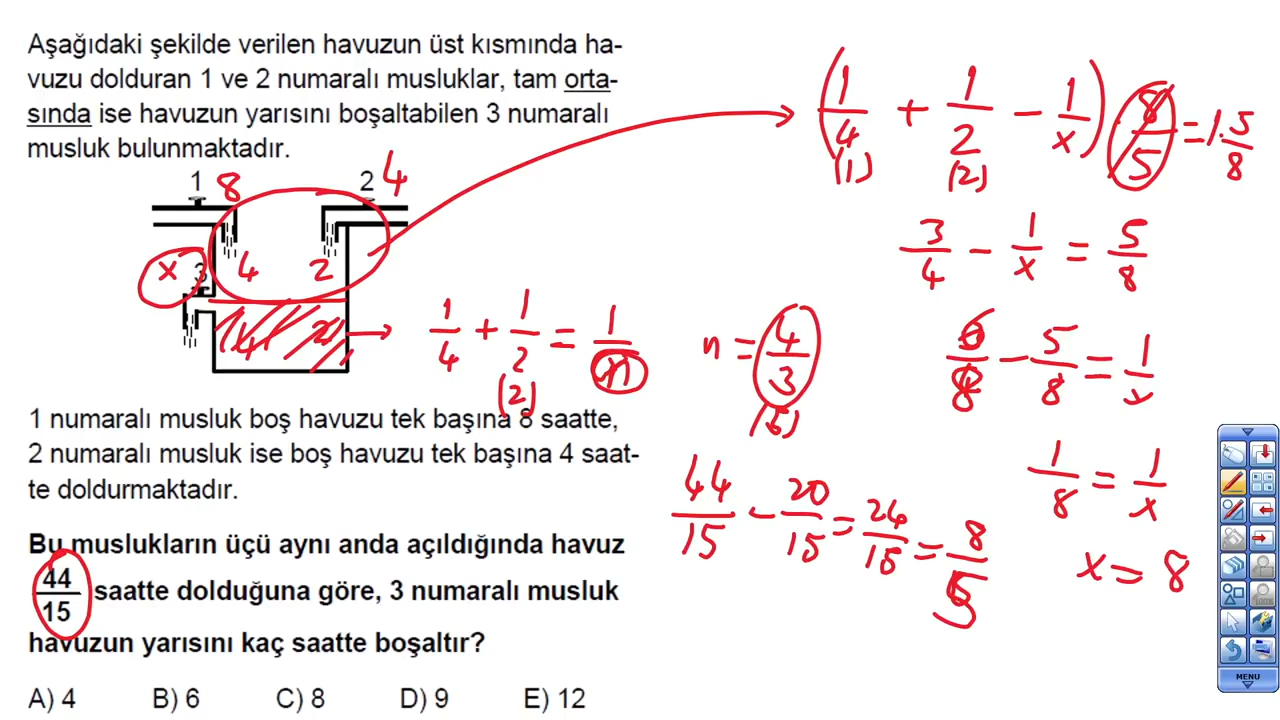 Aşağıdaki şekilde verilen havuzun üst kısmında ha-
vuzu dolduran 1 ve 2 numaralı musluklar, tam orta-
sında ise havuzun yarısını boşaltabilen 3 numaralı
musluk bulunmaktadır.
1 8 2 4
x 3 4 2
4 2
1/4 + 1/2 = 1/n
(2)
n = 4/3
(5)
(1/4 + 1/2 - 1/x) 8/5 = 1.5/8
(1) (2)
3/4 - 1/x = 5/8
6/8 - 5/8 = 1/x
1/8 = 1/x
x = 8
44/15 - 20/15 = 24/15 = 8/5
1 numaralı musluk boş havuzu tek başına 8 saatte,
2 numaralı musluk ise boş havuzu tek başına 4 saat-
te doldurmaktadır.
Bu muslukların üçü aynı anda açıldığında havuz
44/15 saatte dolduğuna göre, 3 numaralı musluk
havuzun yarısını kaç saatte boşaltır?
A) 4 B) 6 C) 8 D) 9 E) 12
MENU